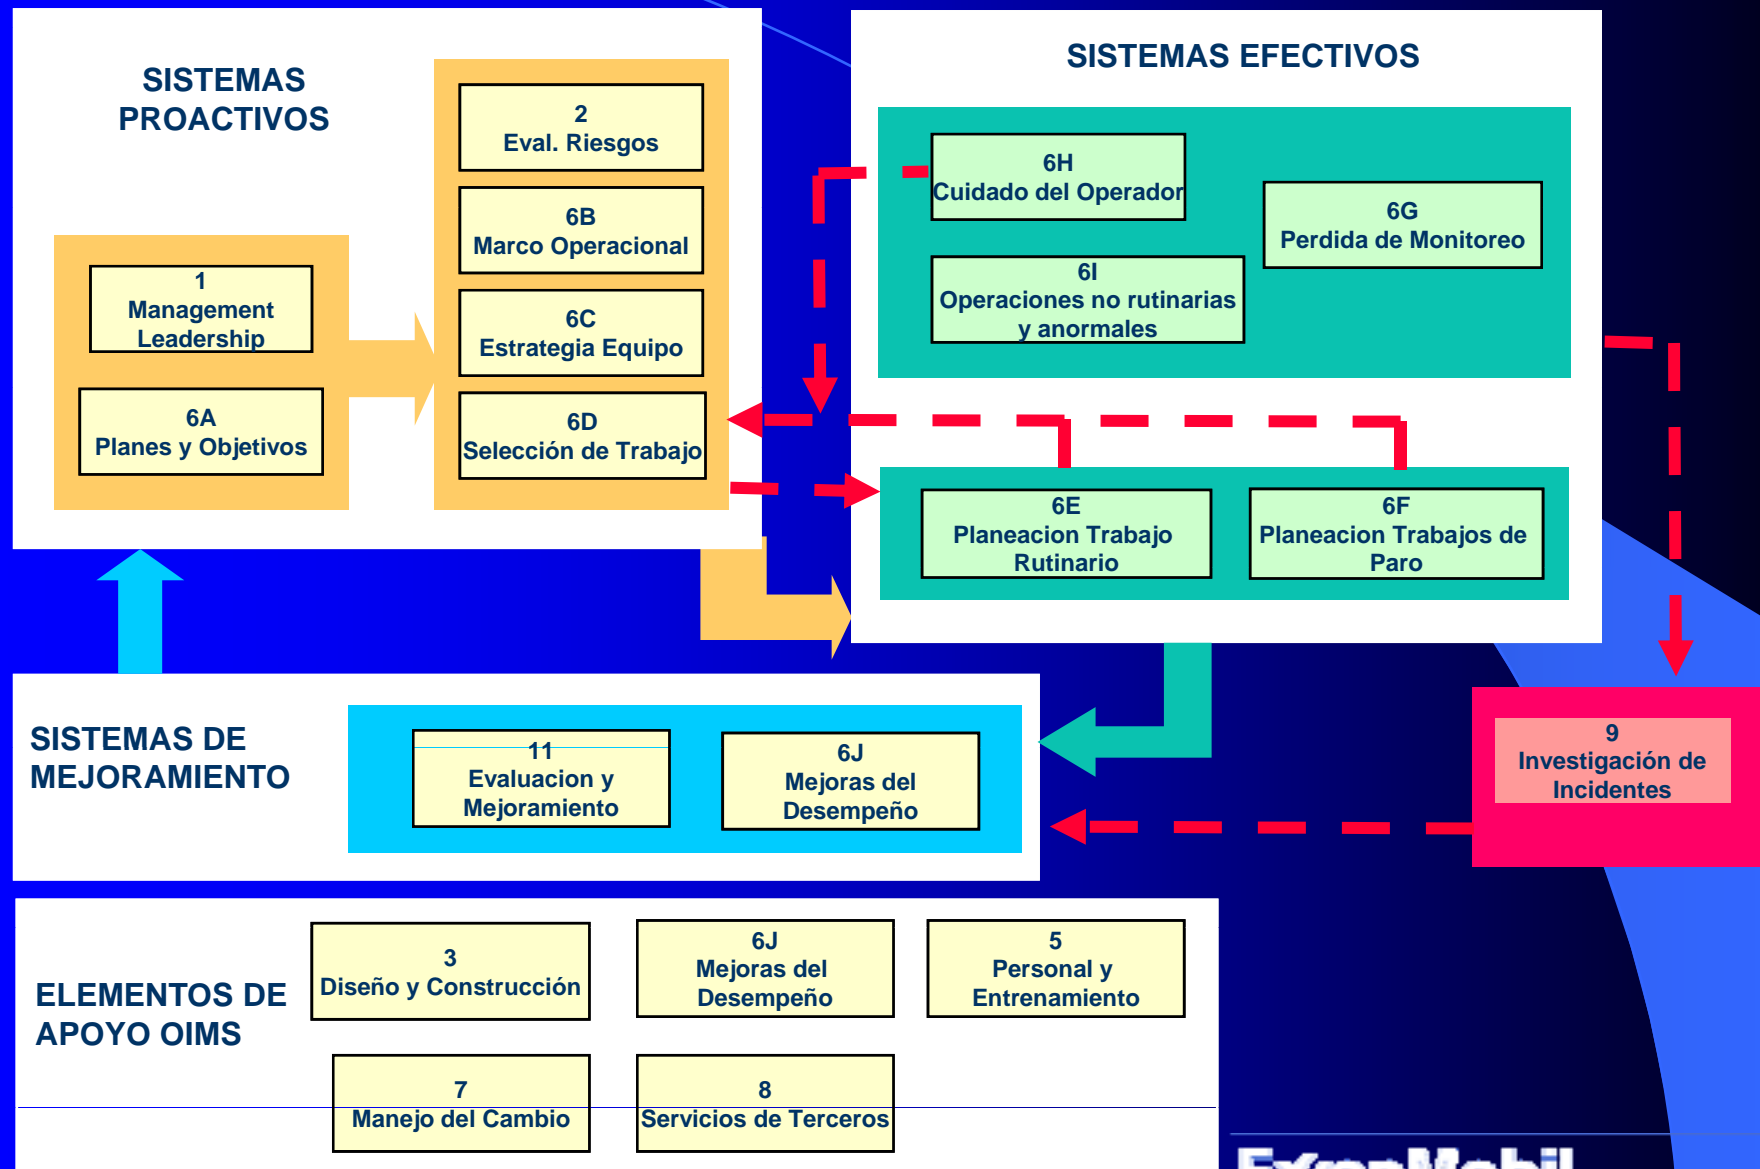 SISTEMAS
PROACTIVOS
1
Management
Leadership
6A
Planes y Objetivos
2
Eval. Riesgos
6B
Marco Operacional
6C
Estrategia Equipo
6D
Selección de Trabajo
SISTEMAS EFECTIVOS
6H
Cuidado del Operador
6G
Perdida de Monitoreo
6I
Operaciones no rutinarias
y anormales
6E
Planeacion Trabajo
Rutinario
6F
Planeacion Trabajos de
Paro
SISTEMAS DE
MEJORAMIENTO
11
Evaluacion y
Mejoramiento
6J
Mejoras del
Desempeño
9
Investigación de
Incidentes
ELEMENTOS DE
APOYO OIMS
3
Diseño y Construcción
6J
Mejoras del
Desempeño
5
Personal y
Entrenamiento
7
Manejo del Cambio
8
Servicios de Terceros
ExxonMobil